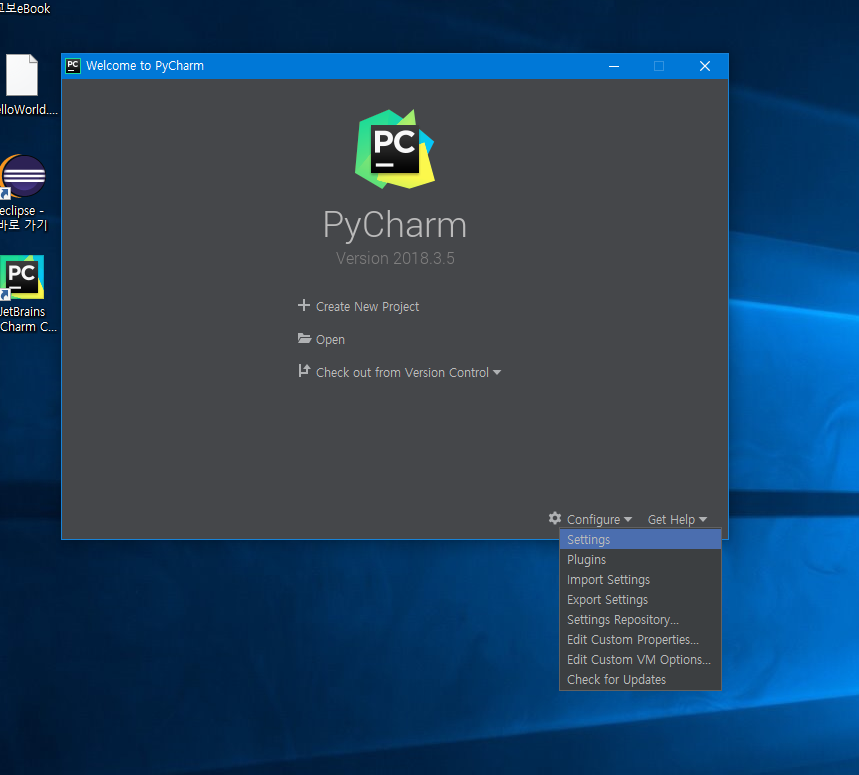 보eBook
lloWorld....
eclipse -
바로 가기
PC
JetBrains
Charm C...
PC
Welcome to PyCharm
PC
PyCharm
Version 2018.3.5
Create New Project
Open
Check out from Version Control
Configure
Get Help
Settings
Plugins
Import Settings
Export Settings
Settings Repository...
Edit Custom Properties...
Edit Custom VM Options...
Check for Updates